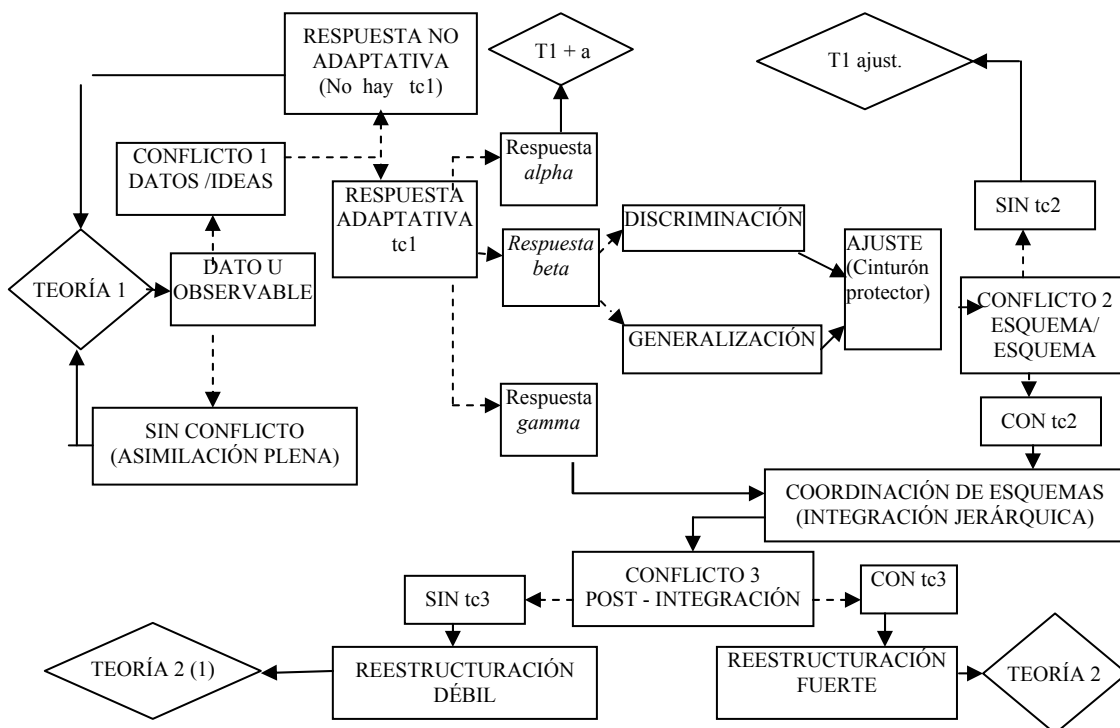 RESPUESTA NO
ADAPTATIVA
(No hay tc1)
T1 + a
T1 ajust.
CONFLICTO 1
DATOS /IDEAS
RESPUESTA
ADAPTATIVA
tc1
Respuesta
alpha
SIN tc2
TEORÍA 1
DATO U
OBSERVABLE
Respuesta
beta
DISCRIMINACIÓN
GENERALIZACIÓN
AJUSTE
(Cinturón
protector)
CONFLICTO 2
ESQUEMA/
ESQUEMA
SIN CONFLICTO
(ASIMILACIÓN PLENA)
Respuesta
gamma
CON tc2
COORDINACIÓN DE ESQUEMAS
(INTEGRACIÓN JERÁRQUICA)
SIN tc3
CONFLICTO 3
POST - INTEGRACIÓN
CON tc3
TEORÍA 2 (1)
REESTRUCTURACIÓN
DÉBIL
REESTRUCTURACIÓN
FUERTE
TEORÍA 2